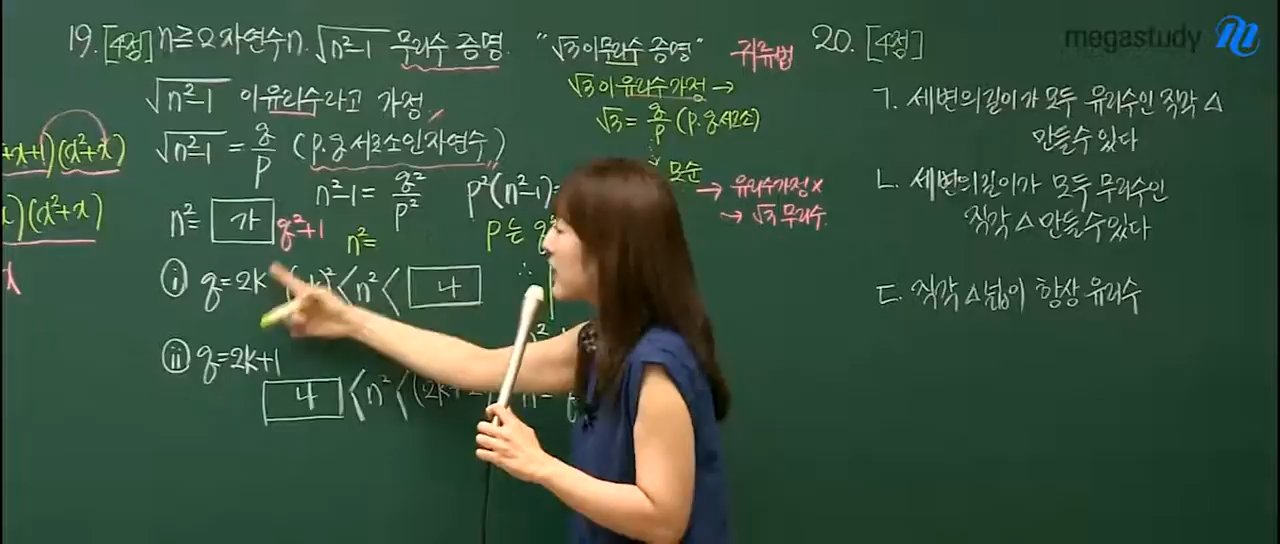 19. [4점] n≧2 자연수 n. √n²-1 무리수 증명.
√n²-1 이 유리수라고 가정
√n²-1 = q/p (p, q 서로소인 자연수)
n²-1 = q²/p² p²(n²-1)=
n² = 가 q²+1 n²= p는 q²
ⅰ q=2k <n²< 나
ⅱ q=2k+1
나 <n²<
"√3이 무리수 증명" 귀류법
√3이 유리수 가정 →
√3 = q/p (p, q 서로소)
모순
→ 유리수 가정 ×
→ √3 무리수.
+x+1)(x²+x)
x)(x²+x)
x
megastudy
20. [4점]
ㄱ. 세변의 길이가 모두 유리수인 직각 △
만들 수 있다
ㄴ. 세변의 길이가 모두 무리수인
직각 △ 만들 수 있다
ㄷ. 직각 △ 넓이 항상 유리수